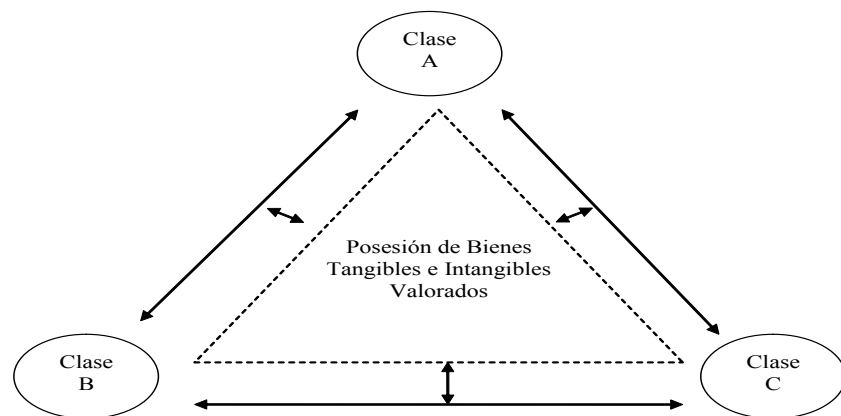 Clase
A
Posesión de Bienes
Tangibles e Intangibles
Valorados
Clase
B
Clase
C